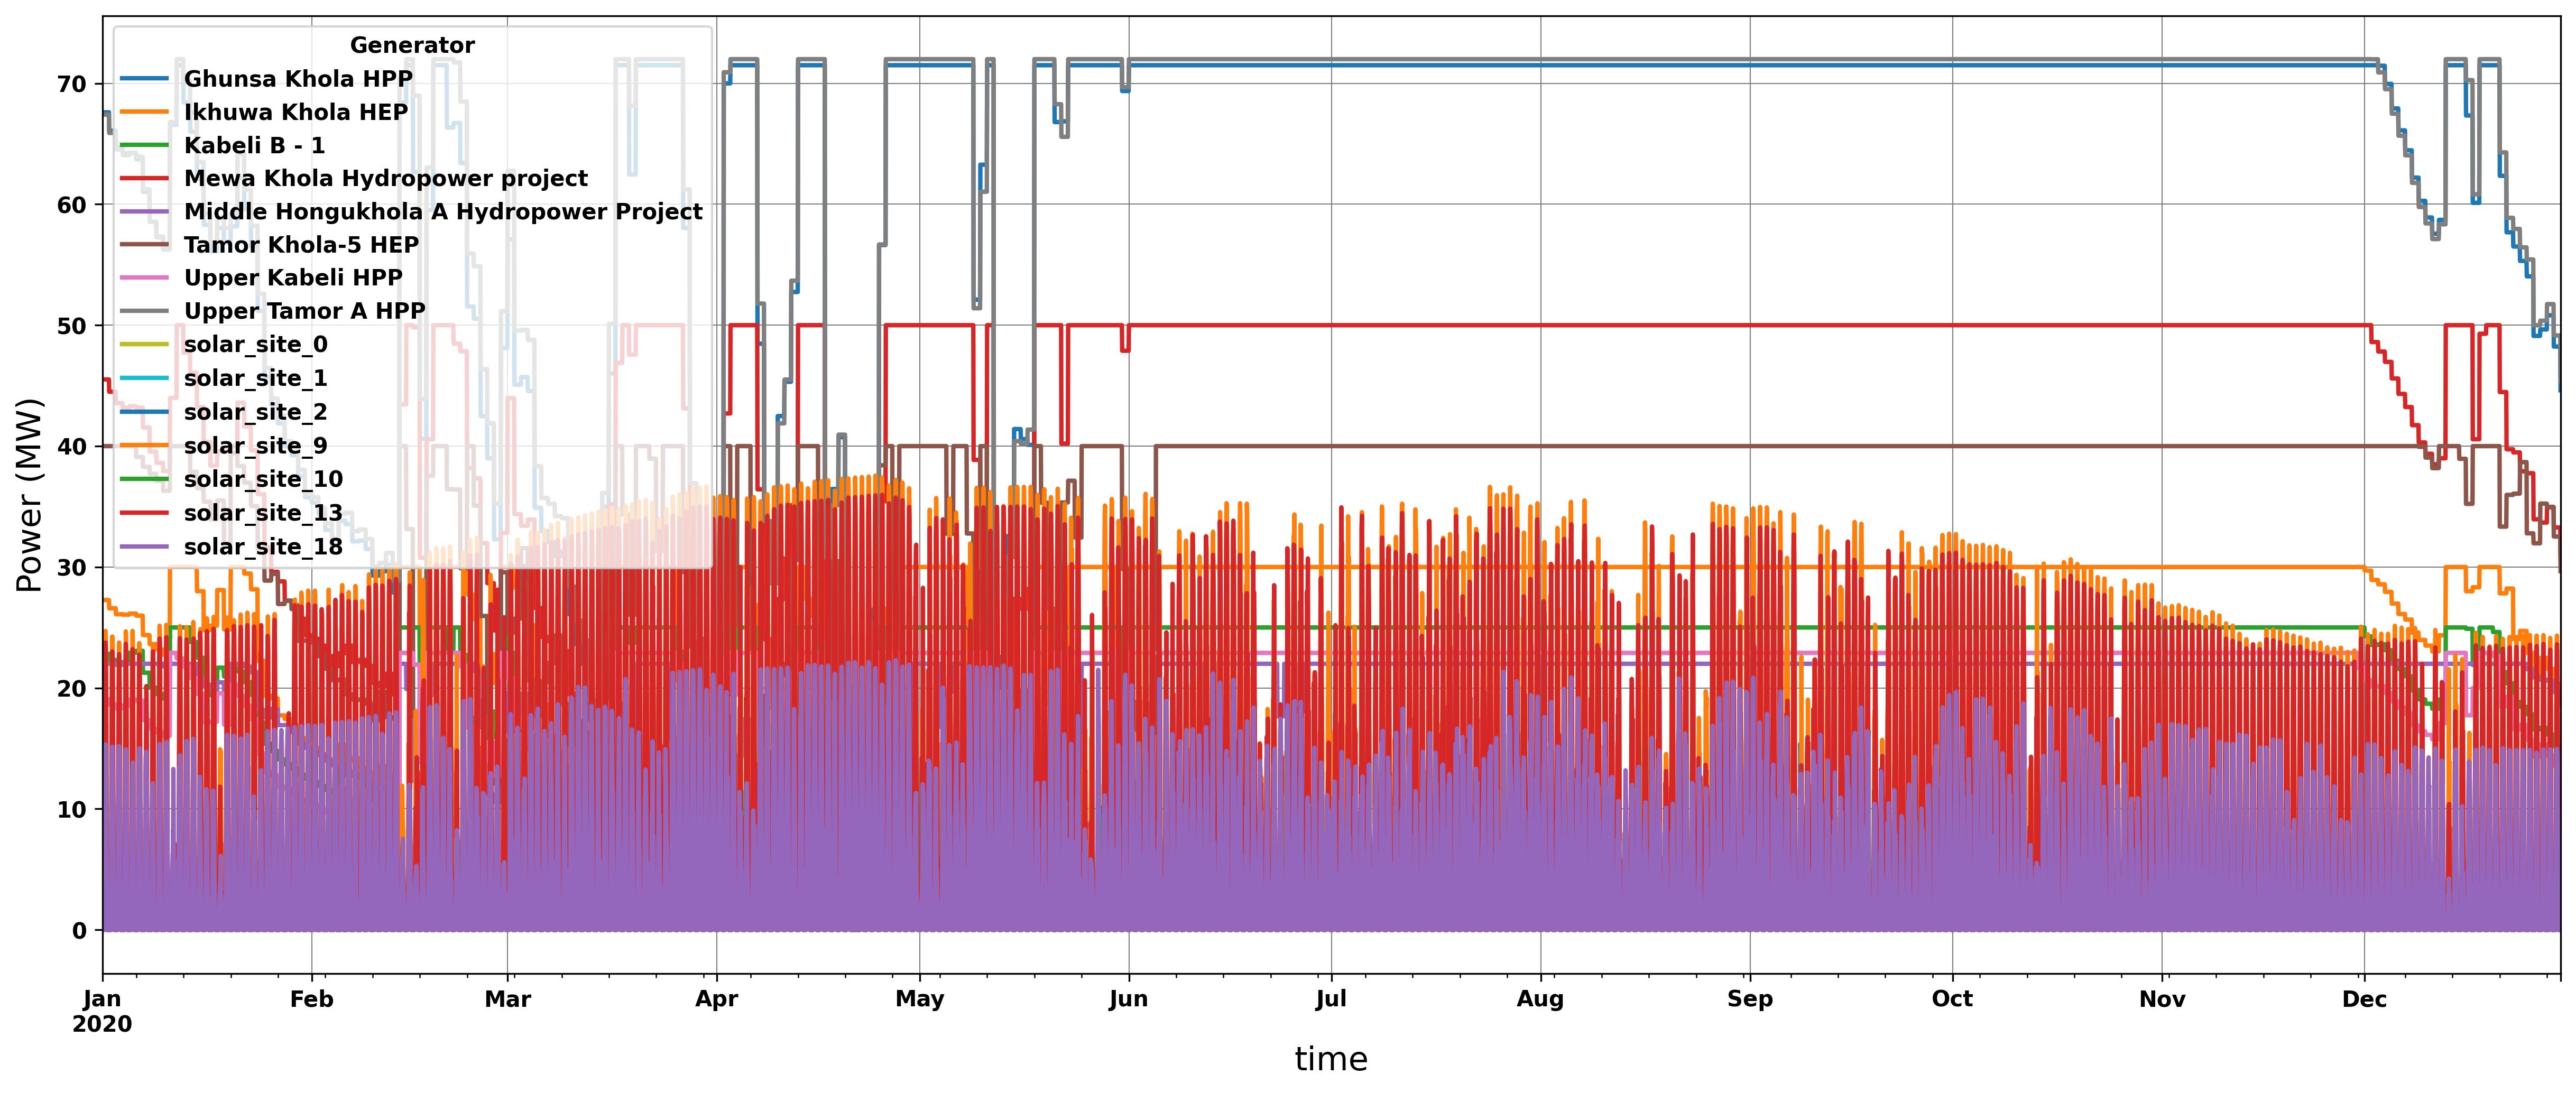 Generator
Ghunsa Khola HPP
Ikhuwa Khola HEP
Kabeli B - 1
Mewa Khola Hydropower project
Middle Hongukhola A Hydropower Project
Tamor Khola-5 HEP
Upper Kabeli HPP
Upper Tamor A HPP
solar_site_0
solar_site_1
solar_site_2
solar_site_9
solar_site_10
solar_site_13
solar_site_18
Power (MW)
70
60
50
40
30
20
10
0
Jan Feb Mar Apr May Jun Jul Aug Sep Oct Nov Dec
2020
time